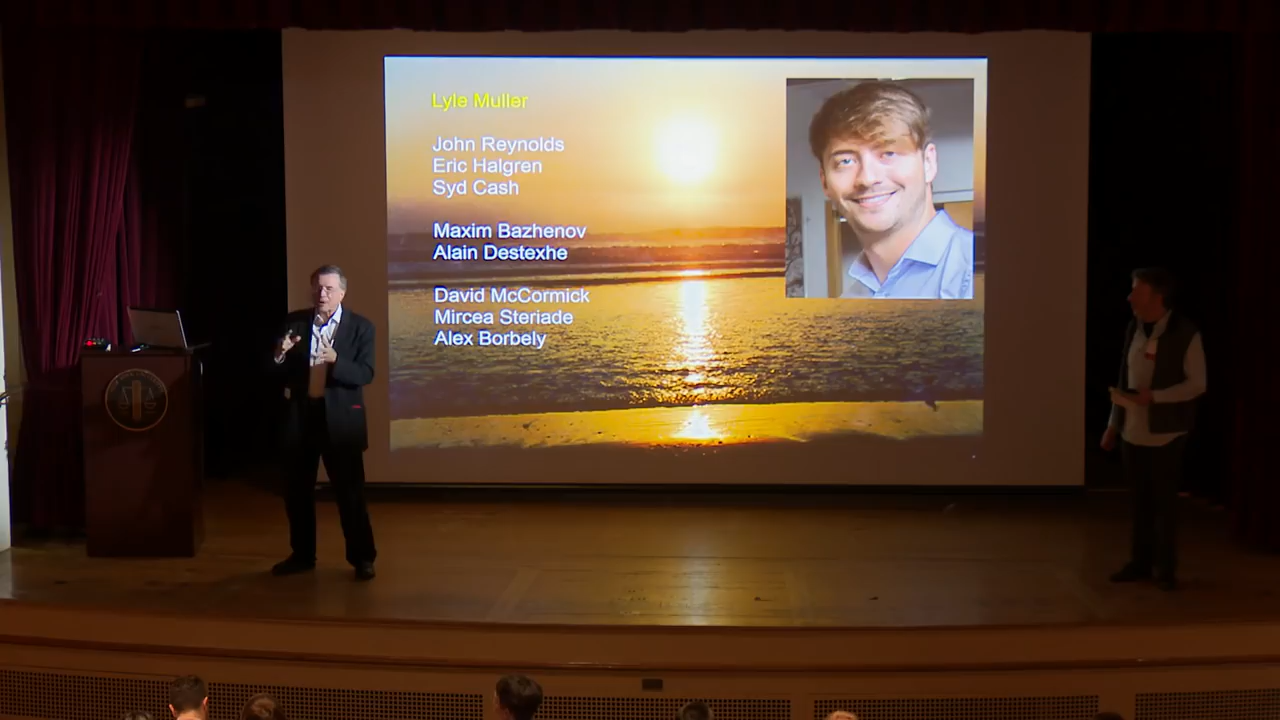 Lyle Muller
John Reynolds
Eric Halgren
Syd Cash
Maxim Bazhenov
Alain Destexhe
David McCormick
Mircea Steriade
Alex Borbely